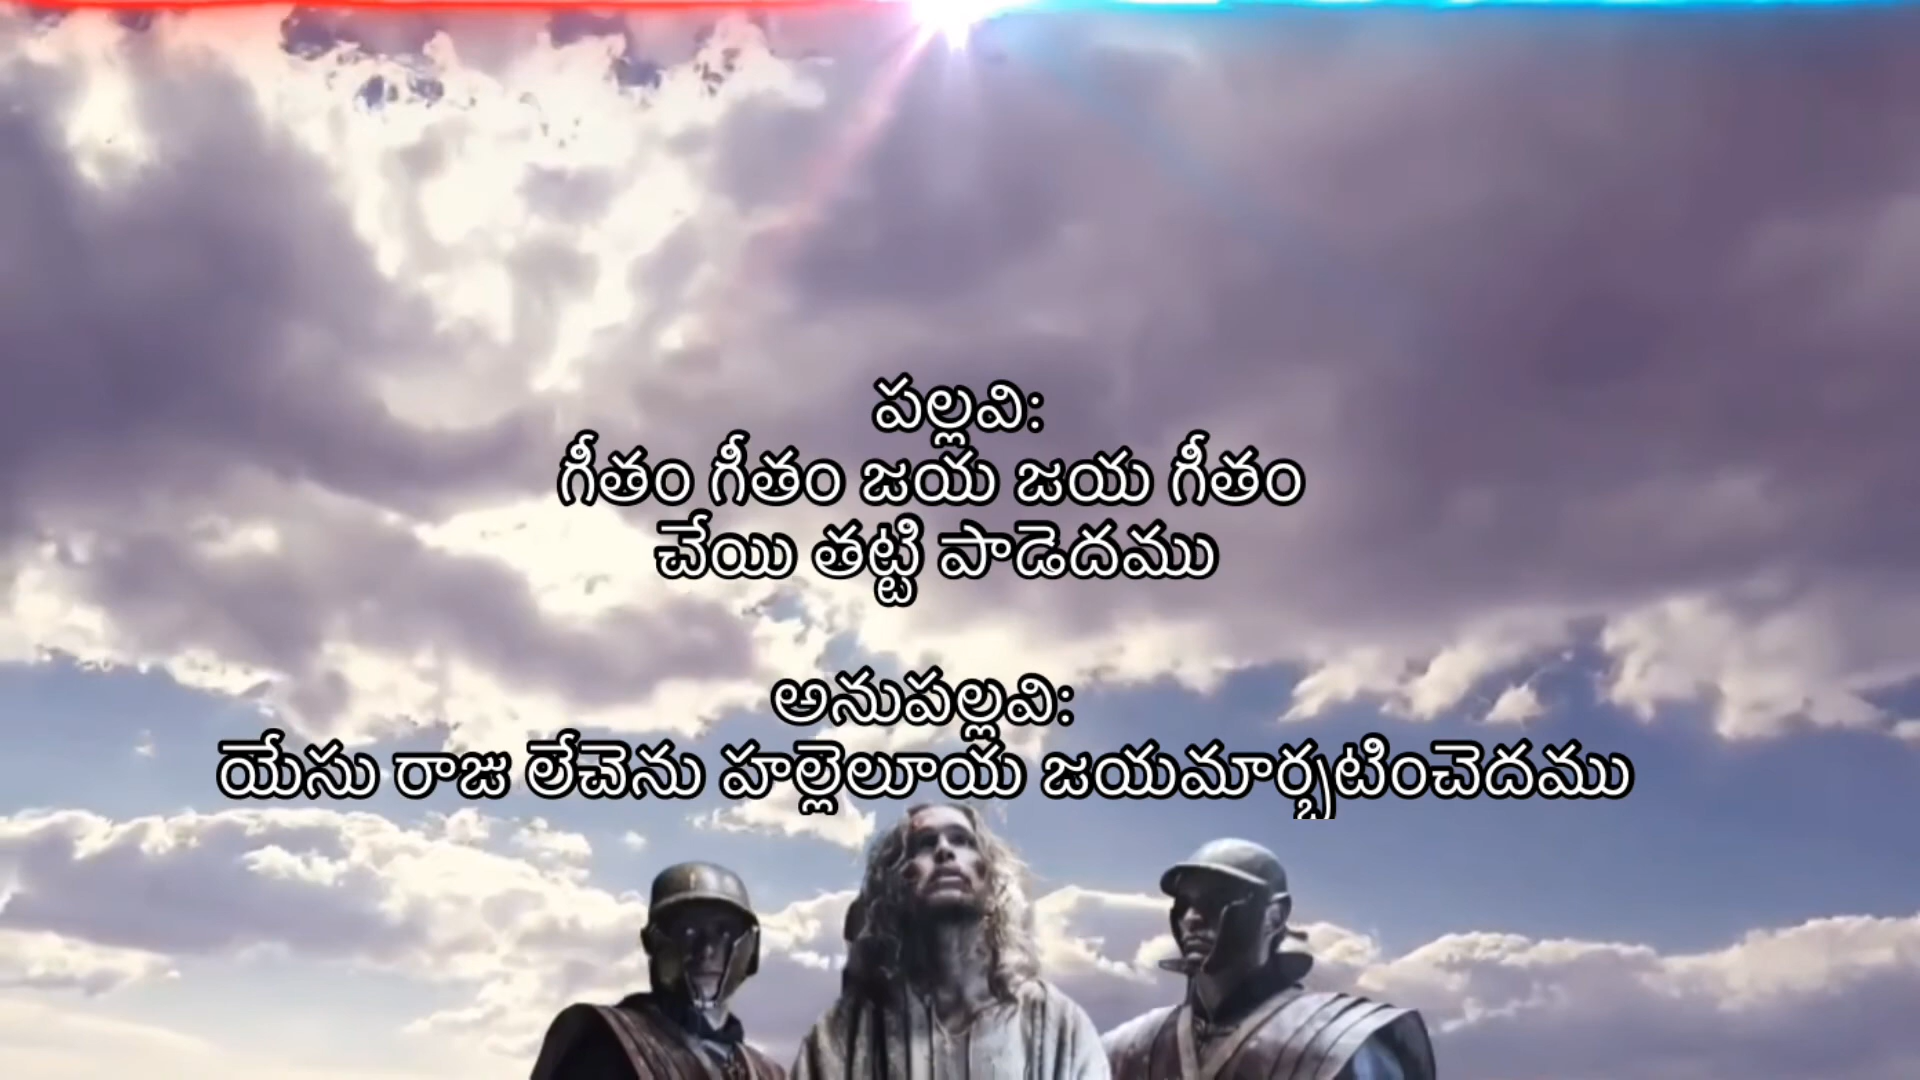 పల్లవి:
గీతం గీతం జయ జయ గీతం
చేయి తట్టి పాడెదము
అనుపల్లవి:
యేసు రాజు లేచెను హల్లెలూయ జయమార్భటించెదము